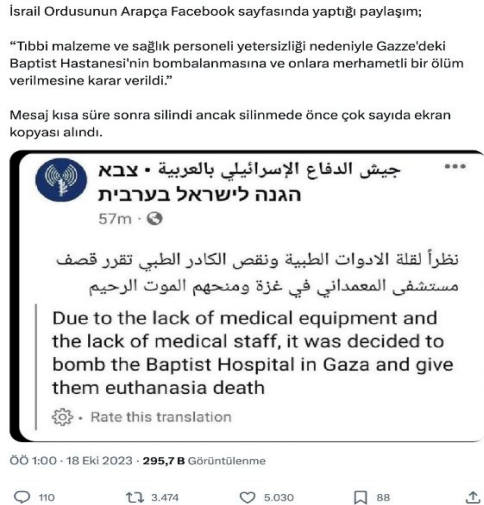 İsrail Ordusunun Arapça Facebook sayfasında yaptığı paylaşım;
“Tıbbi malzeme ve sağlık personeli yetersizliği nedeniyle Gazze'deki
Baptist Hastanesi'nin bombalanmasına ve onlara merhametli bir ölüm
verilmesine karar verildi.”
Mesaj kısa süre sonra silindi ancak silinmede önce çok sayıda ekran
kopyası alındı.
جيش الدفاع الإسرائيلي بالعربية • צבא
הגנה לישראל בערבית
57m ·
نظراً لقلة الادوات الطبية ونقص الكادر الطبي تقرر قصف
مستشفى المعمداني في غزة ومنحهم الموت الرحيم
Due to the lack of medical equipment and
the lack of medical staff, it was decided to
bomb the Baptist Hospital in Gaza and give
them euthanasia death
· Rate this translation
ÖÖ 1:00 · 18 Eki 2023 · 295,7 B Görüntülenme
110 3.474 5.030 88